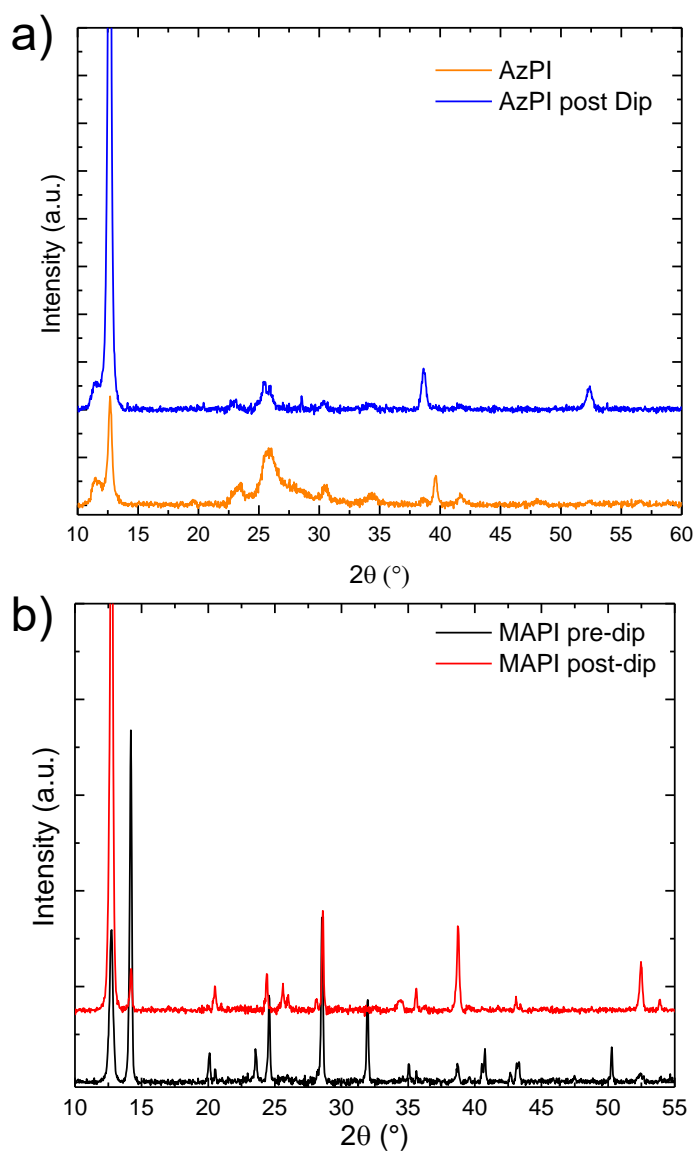 a)
AzPI
AzPI post Dip
Intensity (a.u.)
10 15 20 25 30 35 40 45 50 55 60
2θ (°)
b)
MAPI pre-dip
MAPI post-dip
Intensity (a.u.)
10 15 20 25 30 35 40 45 50 55
2θ (°)